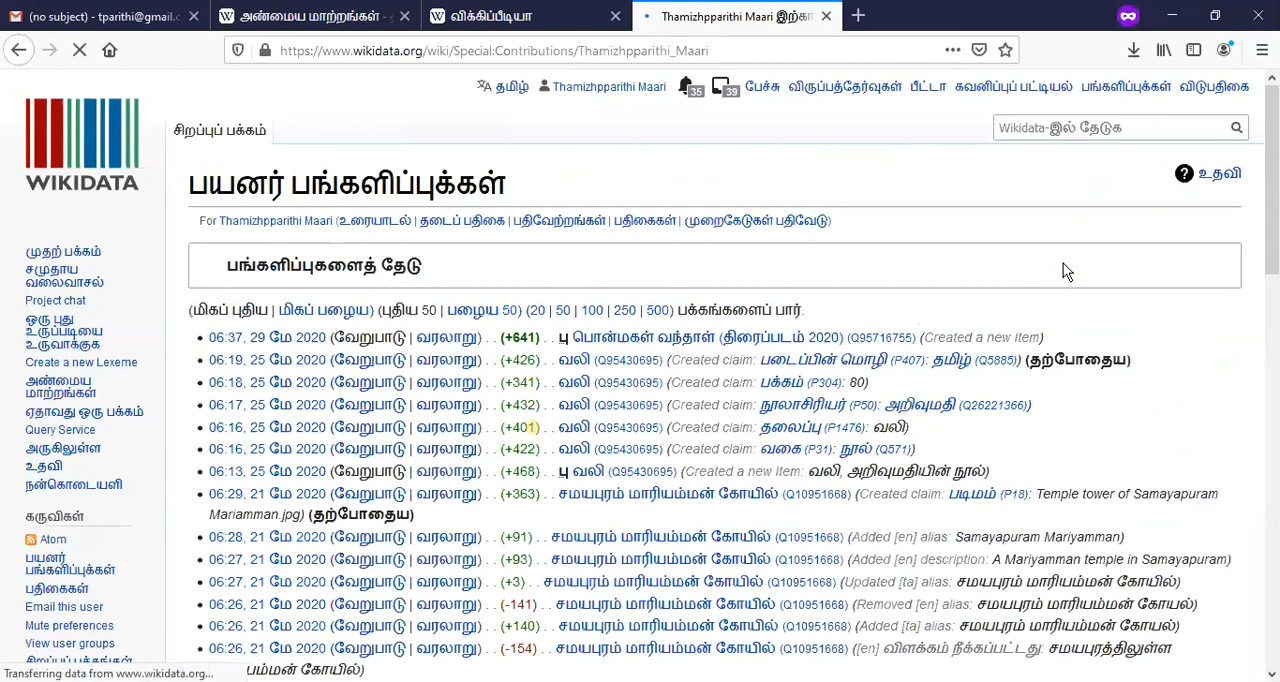 (no subject) - tparithi@gmail.c
அண்மைய மாற்றங்கள் -
விக்கிப்பீடியா
Thamizhpparithi Maari இற்கா
https://www.wikidata.org/wiki/Special:Contributions/Thamizhpparithi_Maari
தமிழ் Thamizhpparithi Maari 35 39 பேச்சு விருப்பத்தேர்வுகள் பீட்டா கவனிப்புப் பட்டியல் பங்களிப்புக்கள் விடுபதிகை
சிறப்புப் பக்கம்
Wikidata-இல் தேடுக
WIKIDATA
பயனர் பங்களிப்புக்கள்
உதவி
For Thamizhpparithi Maari (உரையாடல் | தடைப் பதிகை | பதிவேற்றங்கள் | பதிகைகள் | முறைகேடுகள் பதிவேடு)
பங்களிப்புகளைத் தேடு
(மிகப் புதிய | மிகப் பழைய) (புதிய 50 | பழைய 50) (20 | 50 | 100 | 250 | 500) பக்கங்களைப் பார்.
06:37, 29 மே 2020 (வேறுபாடு | வரலாறு) . . (+641) . . பு பொன்மகள் வந்தாள் (திரைப்படம் 2020) (Q95716755) (Created a new Item)
06:19, 25 மே 2020 (வேறுபாடு | வரலாறு) . . (+426) . . வலி (Q95430695) (Created claim: படைப்பின் மொழி (P407): தமிழ் (Q5885)) (தற்போதைய)
06:18, 25 மே 2020 (வேறுபாடு | வரலாறு) . . (+341) . . வலி (Q95430695) (Created claim: பக்கம் (P304): 80)
06:17, 25 மே 2020 (வேறுபாடு | வரலாறு) . . (+432) . . வலி (Q95430695) (Created claim: நூலாசிரியர் (P50): அறிவுமதி (Q26221366))
06:16, 25 மே 2020 (வேறுபாடு | வரலாறு) . . (+401) . . வலி (Q95430695) (Created claim: தலைப்பு (P1476): வலி)
06:16, 25 மே 2020 (வேறுபாடு | வரலாறு) . . (+422) . . வலி (Q95430695) (Created claim: வகை (P31): நூல் (Q571))
06:13, 25 மே 2020 (வேறுபாடு | வரலாறு) . . (+468) . . பு வலி (Q95430695) (Created a new Item: வலி, அறிவுமதியின் நூல்)
06:29, 21 மே 2020 (வேறுபாடு | வரலாறு) . . (+363) . . சமயபுரம் மாரியம்மன் கோயில் (Q10951668) (Created claim: படிமம் (P18): Temple tower of Samayapuram
Mariamman.jpg) (தற்போதைய)
06:28, 21 மே 2020 (வேறுபாடு | வரலாறு) . . (+91) . . சமயபுரம் மாரியம்மன் கோயில் (Q10951668) (Added [en] alias: Samayapuram Mariyamman)
06:27, 21 மே 2020 (வேறுபாடு | வரலாறு) . . (+93) . . சமயபுரம் மாரியம்மன் கோயில் (Q10951668) (Added [en] description: A Mariyamman temple in Samayapuram)
06:27, 21 மே 2020 (வேறுபாடு | வரலாறு) . . (+3) . . சமயபுரம் மாரியம்மன் கோயில் (Q10951668) (Updated [ta] alias: சமயபுரம் மாரியம்மன் கோயில்)
06:26, 21 மே 2020 (வேறுபாடு | வரலாறு) . . (-141) . . சமயபுரம் மாரியம்மன் கோயில் (Q10951668) (Removed [en] alias: சமயபுரம் மாரியம்மன் கோயல்)
06:26, 21 மே 2020 (வேறுபாடு | வரலாறு) . . (+140) . . சமயபுரம் மாரியம்மன் கோயில் (Q10951668) (Added [ta] alias: சமயபுரம் மாரியம்மன் கோயல்)
06:26, 21 மே 2020 (வேறுபாடு | வரலாறு) . . (-154) . . சமயபுரம் மாரியம்மன் கோயில் (Q10951668) ([en] விளக்கம் நீக்கப்பட்டது: சமயபுரத்திலுள்ள
யம்மன் கோயில்)
முதற் பக்கம்
சமுதாய
வலைவாசல்
Project chat
ஒரு புது
உருப்படியை
உருவாக்குக
Create a new Lexeme
அண்மைய
மாற்றங்கள்
ஏதாவது ஒரு பக்கம்
Query Service
அருகிலுள்ள
உதவி
நன்கொடையளி
கருவிகள்
Atom
பயனர்
பங்களிப்புக்கள்
பதிகைகள்
Email this user
Mute preferences
View user groups
சிறப்புப் பக்கங்கள்
Transferring data from www.wikidata.org...